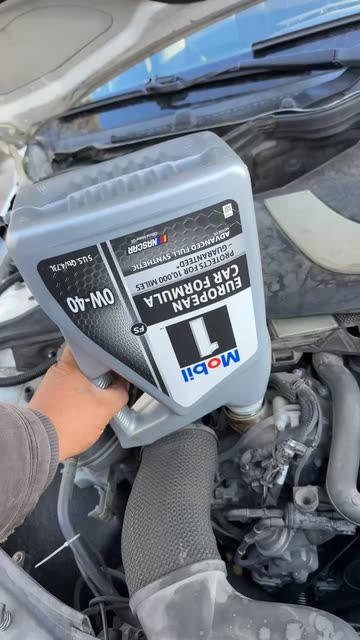 Mobil
1
EUROPEAN
CAR FORMULA
FS
0W-40
PROTECTS FOR 10,000 MILES
- GUARANTEED*
ADVANCED FULL SYNTHETIC
NASCAR
5 U.S. Qts/4.73L